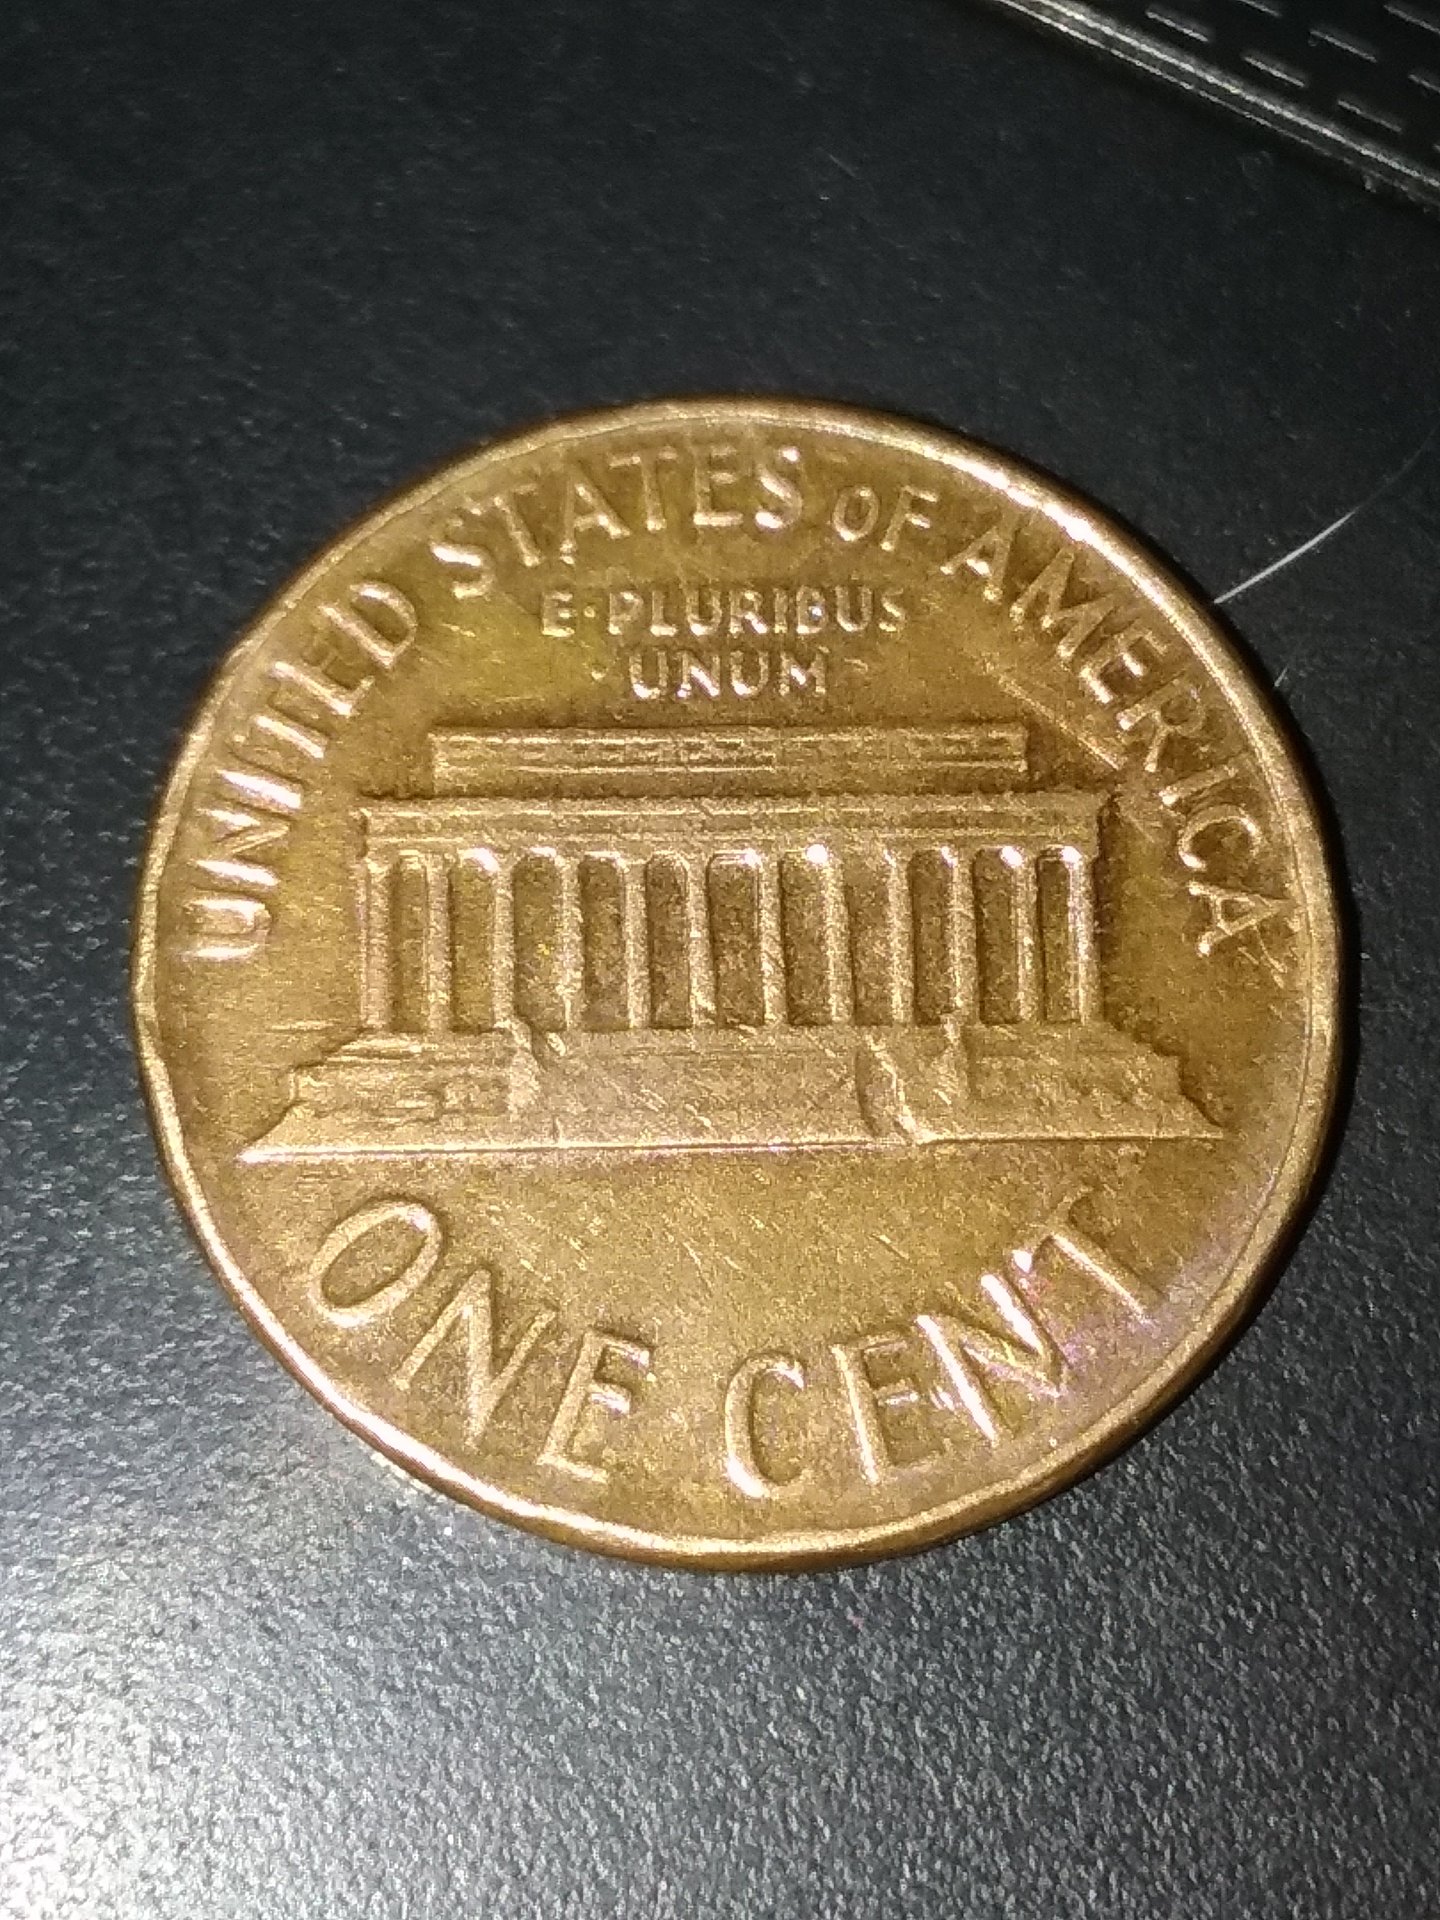 UNITED STATES OF AMERICA
E·PLURIBUS
·UNUM·
ONE CENT